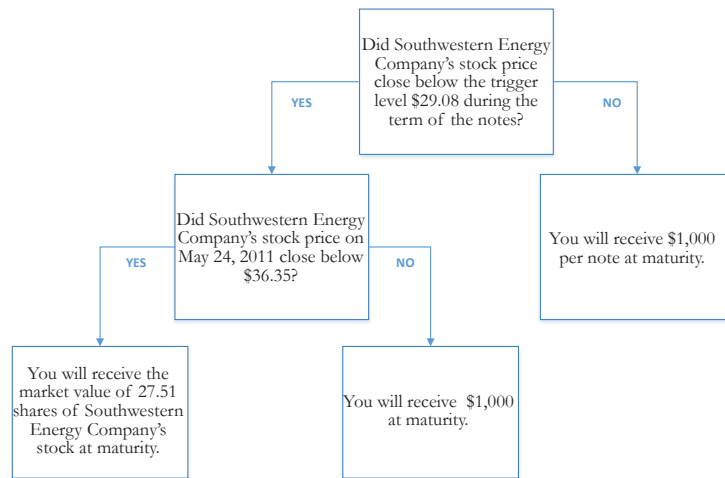 Did Southwestern Energy
Company's stock price
close below the trigger
level $29.08 during the
term of the notes?
YES
NO
Did Southwestern Energy
Company's stock price on
May 24, 2011 close below
$36.35?
You will receive $1,000
per note at maturity.
YES
NO
You will receive the
market value of 27.51
shares of Southwestern
Energy Company's
stock at maturity.
You will receive $1,000
at maturity.